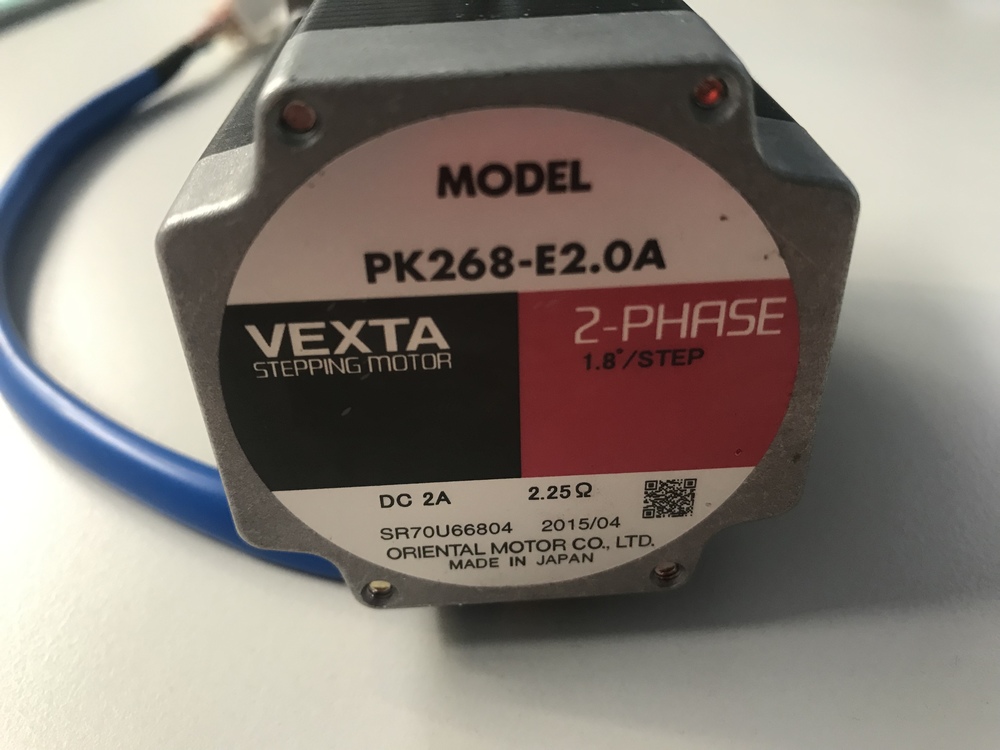 MODEL
PK268-E2.0A
VEXTA
STEPPING MOTOR
2-PHASE
1.8°/STEP
DC 2A 2.25Ω
SR70U66804 2015/04
ORIENTAL MOTOR CO., LTD.
MADE IN JAPAN